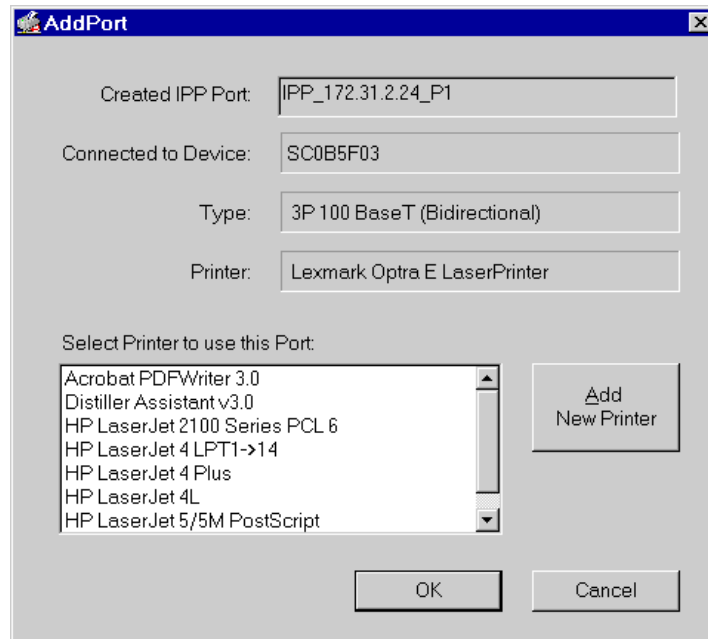 AddPort
Created IPP Port: IPP_172.31.2.24_P1
Connected to Device: SC0B5F03
Type: 3P 100 BaseT (Bidirectional)
Printer: Lexmark Optra E LaserPrinter
Select Printer to use this Port:
Acrobat PDFWriter 3.0
Distiller Assistant v3.0
HP LaserJet 2100 Series PCL 6
HP LaserJet 4 LPT1->14
HP LaserJet 4 Plus
HP LaserJet 4L
HP LaserJet 5/5M PostScript
Add
New Printer
OK
Cancel